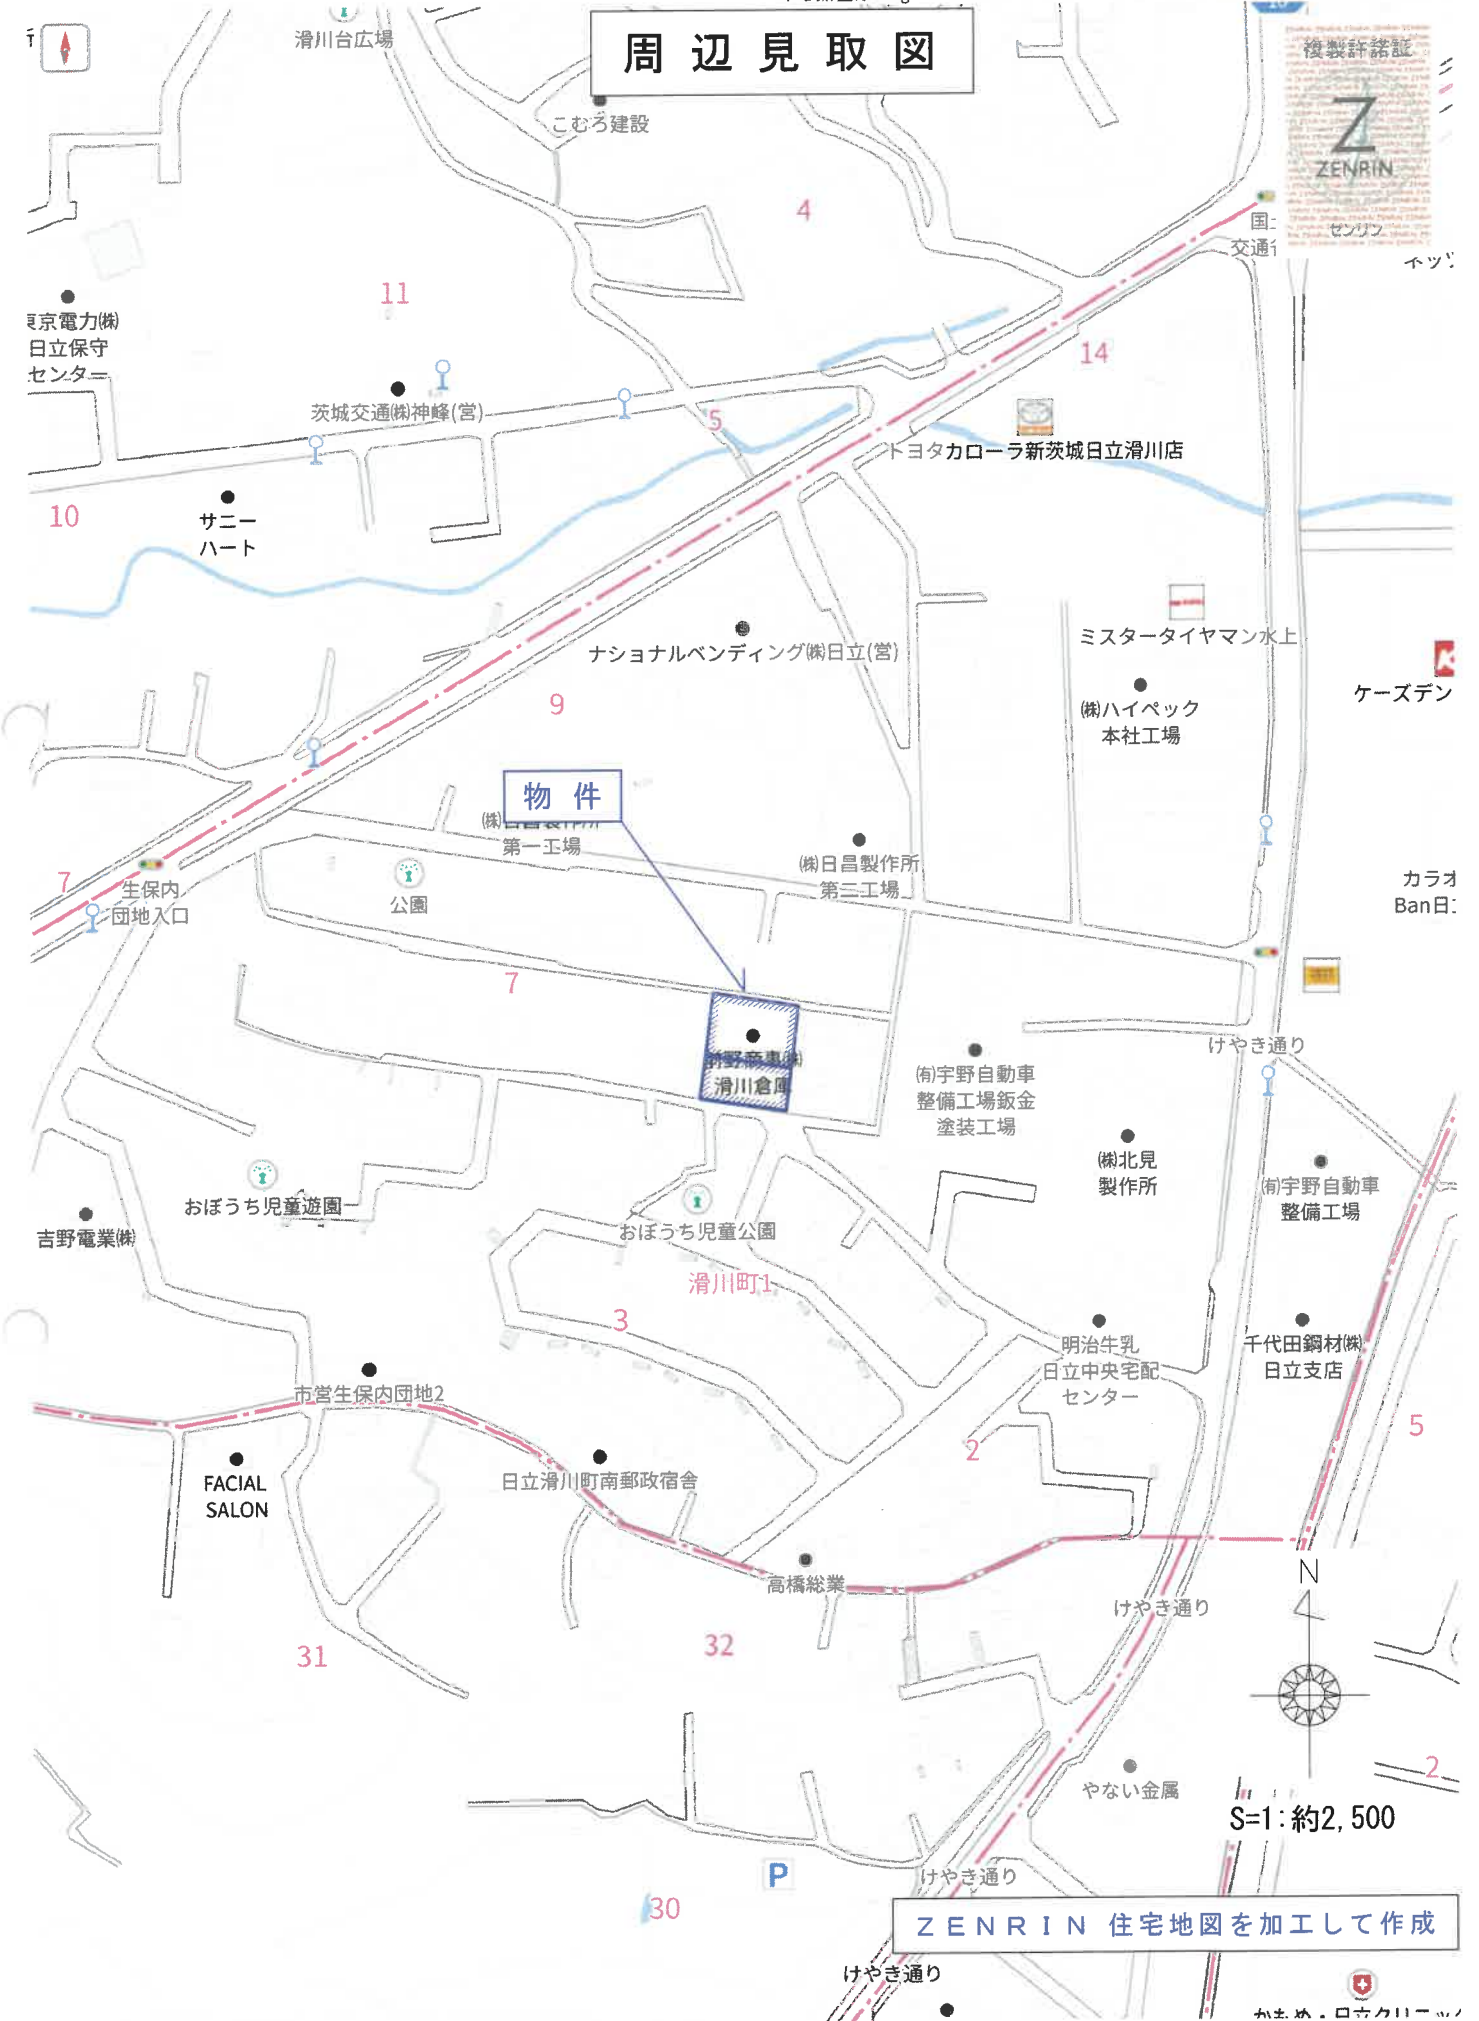 周辺見取図
滑川台広場
こむろ建設
複製許諾証
Z
ZENRIN
ゼンリン
4
11
東京電力㈱
日立保守
センター
茨城交通㈱神峰(営)
14
5
トヨタカローラ新茨城日立滑川店
10
サニー
ハート
ミスタータイヤマン水上
ナショナルベンディング㈱日立(営)
ケーズデン
㈱ハイペック
本社工場
9
物件
第一工場
㈱日昌製作所
第二工場
7
生保内
団地入口
公園
カラオ
Ban日立
7
滑川倉庫
けやき通り
㈲宇野自動車
整備工場鈑金
塗装工場
㈱北見
製作所
㈲宇野自動車
整備工場
おぼうち児童遊園
おぼうち児童公園
吉野電業㈱
滑川町1
3
明治牛乳
日立中央宅配
センター
千代田鋼材㈱
日立支店
市営生保内団地2
5
2
FACIAL
SALON
日立滑川町南郵政宿舎
高橋総業
N
けやき通り
31
32
2
やない金属
S=1:約2,500
P
けやき通り
30
ZENRIN 住宅地図を加工して作成
けやき通り
かもめ・日立クリニック